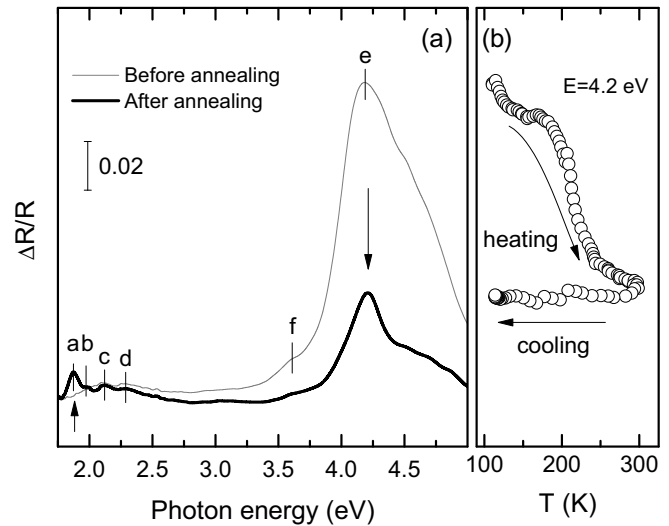 (a)
(b)
e
Before annealing
After annealing
E=4.2 eV
0.02
ΔR/R
heating
f
cooling
a b c d
2.0 2.5 3.0 3.5 4.0 4.5
100 200 300
Photon energy (eV)
T (K)